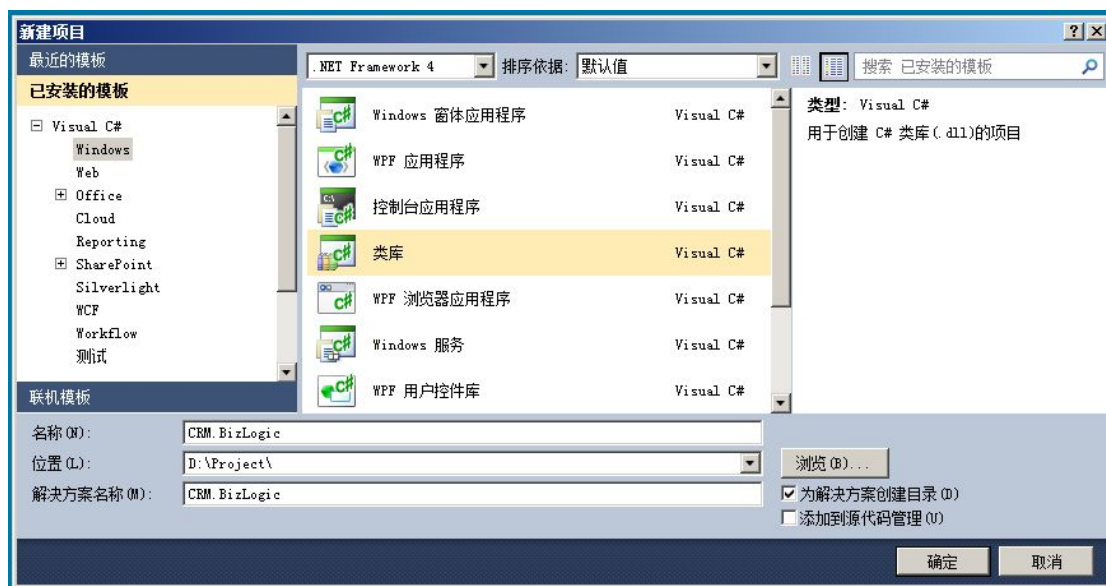 新建项目
最近的模板
.NET Framework 4 排序依据: 默认值 搜索 已安装的模板
已安装的模板
Visual C#
Windows
Web
Office
Cloud
Reporting
SharePoint
Silverlight
WCF
Workflow
测试
联机模板
Windows 窗体应用程序 Visual C#
WPF 应用程序 Visual C#
控制台应用程序 Visual C#
类库 Visual C#
WPF 浏览器应用程序 Visual C#
Windows 服务 Visual C#
WPF 用户控件库 Visual C#
类型: Visual C#
用于创建 C# 类库(.dll)的项目
名称(N): CRM.BizLogic
位置(L): D:\Project\ 浏览(B)...
解决方案名称(M): CRM.BizLogic 为解决方案创建目录(D)
添加到源代码管理(U)
确定 取消